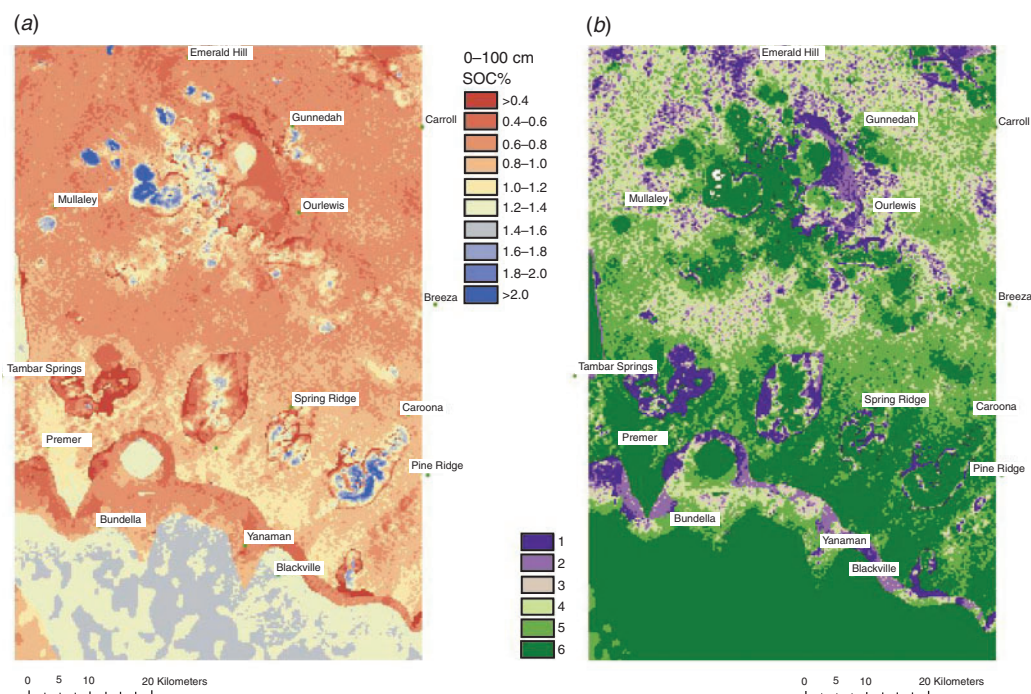 (a)
Emerald Hill
Gunnedah
Carroll
Mullaley
Ourlewis
Breeza
Tambar Springs
Spring Ridge
Caroona
Premer
Pine Ridge
Bundella
Yanaman
Blackville
0 5 10 20 Kilometers
0–100 cm
SOC%
>0.4
0.4–0.6
0.6–0.8
0.8–1.0
1.0–1.2
1.2–1.4
1.4–1.6
1.6–1.8
1.8–2.0
>2.0
(b)
Emerald Hill
Gunnedah
Carroll
Mullaley
Ourlewis
Breeza
Tambar Springs
Spring Ridge
Caroona
Premer
Pine Ridge
Bundella
Yanaman
Blackville
1
2
3
4
5
6
0 5 10 20 Kilometers